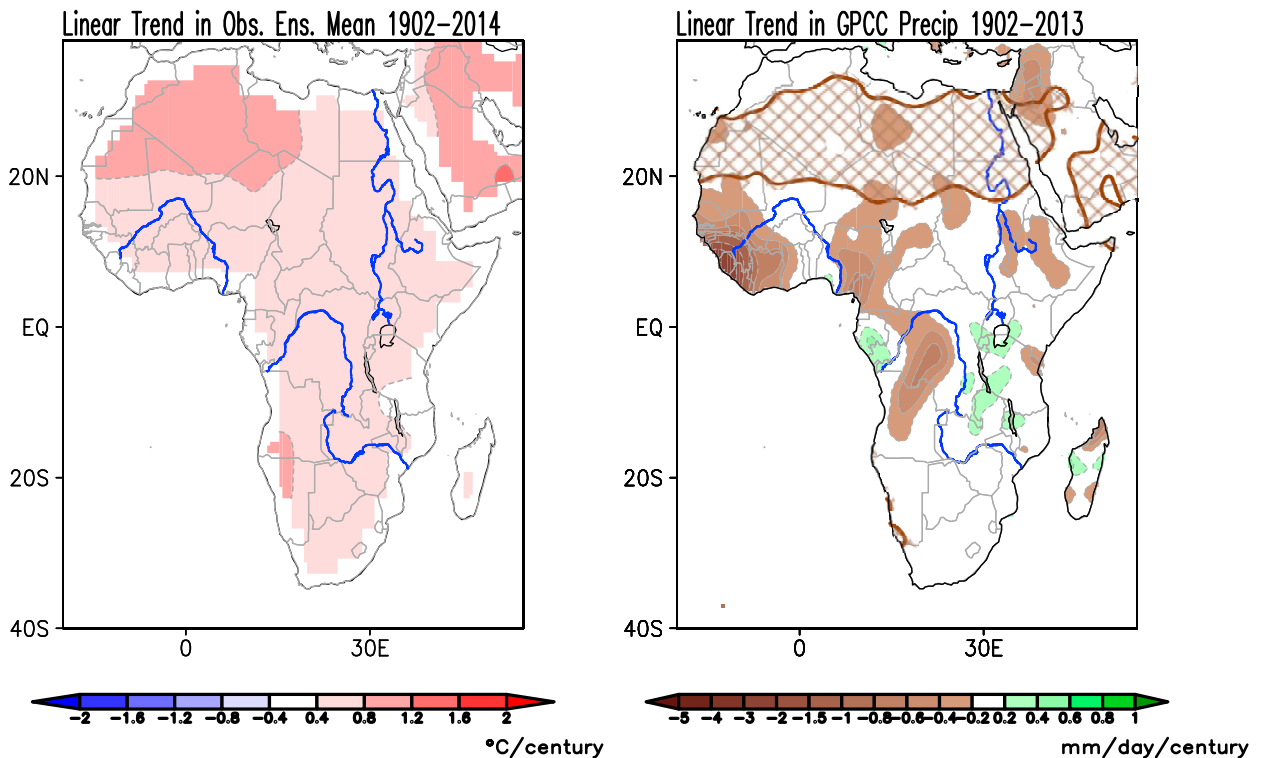 Linear Trend in Obs. Ens. Mean 1902-2014
Linear Trend in GPCC Precip 1902-2013
20N
EQ
20S
40S
0
30E
20N
EQ
20S
40S
0
30E
-2 -1.6 -1.2 -0.8 -0.4 0.4 0.8 1.2 1.6 2
°C/century
-5 -4 -3 -2 -1.5 -1 -0.8 -0.6 -0.4 -0.2 0.2 0.4 0.6 0.8 1
mm/day/century